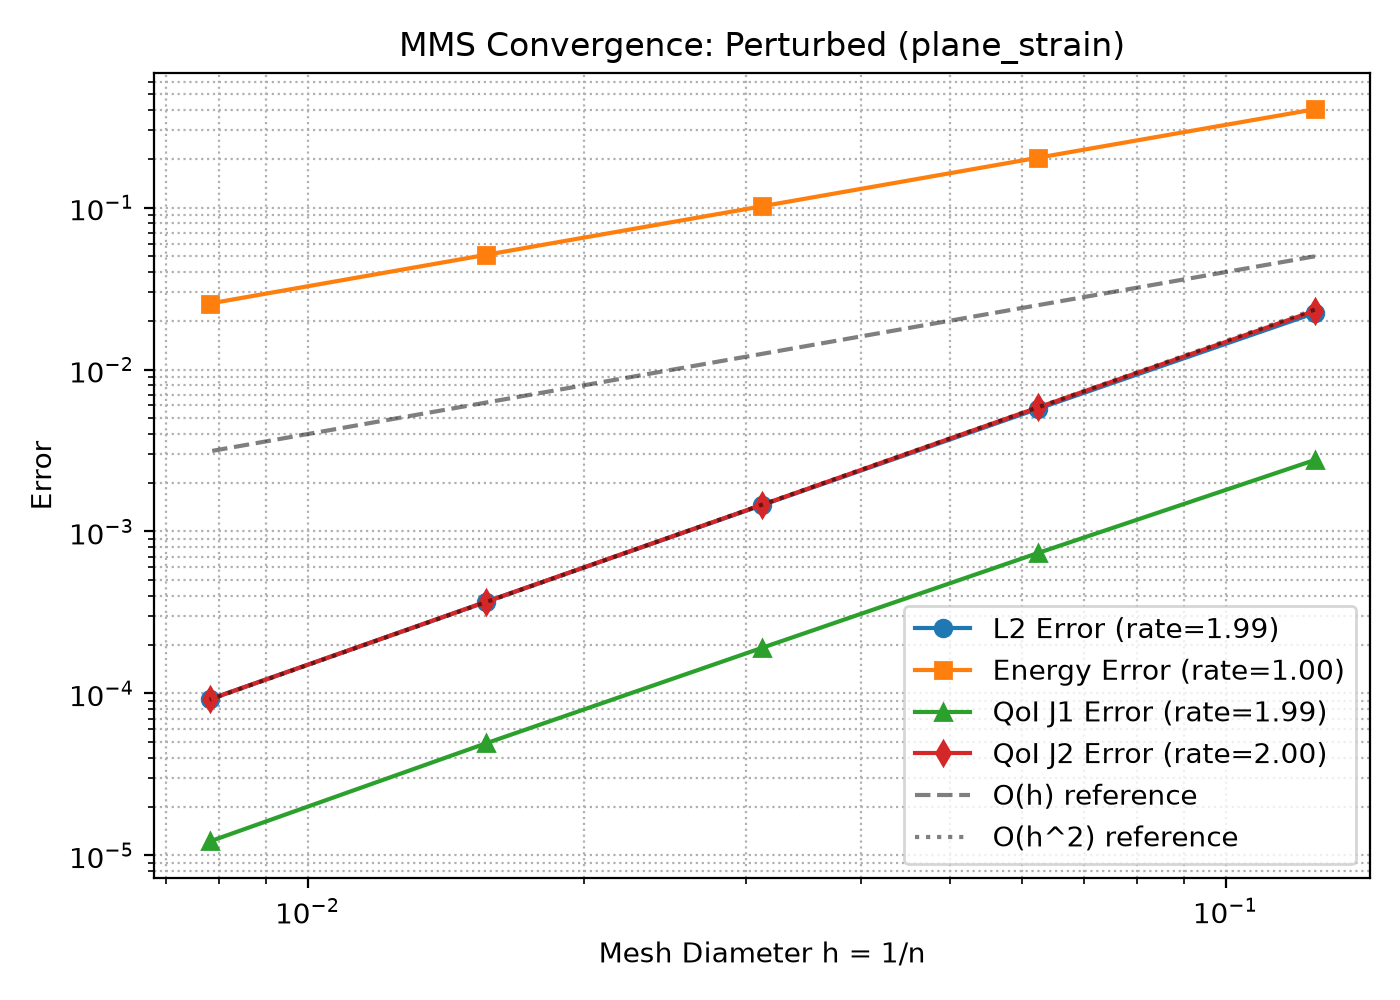 MMS Convergence: Perturbed (plane_strain)
Error
10⁻¹
10⁻²
10⁻³
10⁻⁴
10⁻⁵
L2 Error (rate=1.99)
Energy Error (rate=1.00)
QoI J1 Error (rate=1.99)
QoI J2 Error (rate=2.00)
O(h) reference
O(h^2) reference
10⁻² 10⁻¹
Mesh Diameter h = 1/n